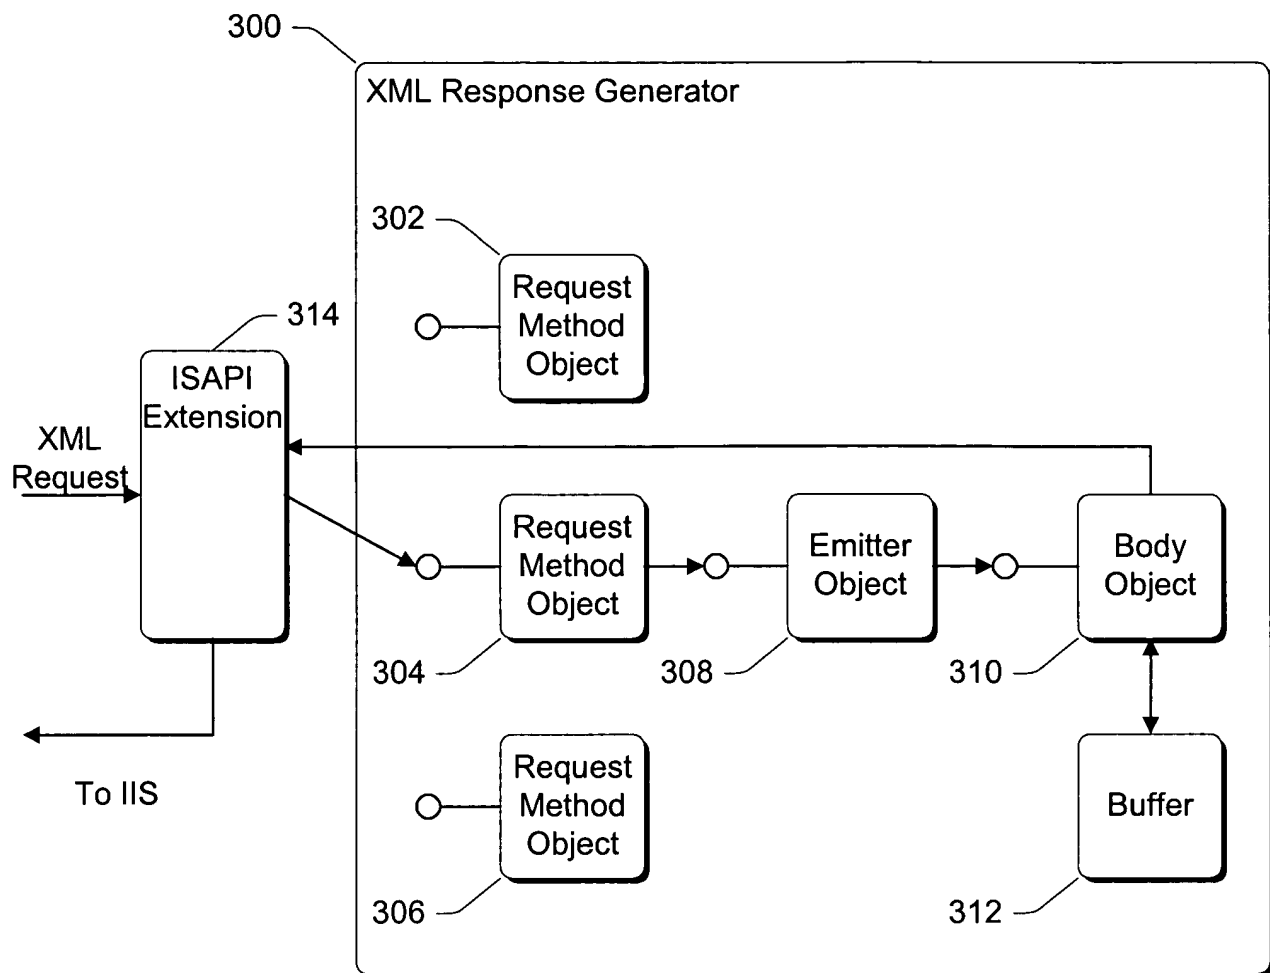 300
XML Response Generator
302
Request
Method
Object
314
ISAPI
Extension
XML
Request
Request
Method
Object
Emitter
Object
Body
Object
304
308
310
To IIS
Request
Method
Object
Buffer
306
312